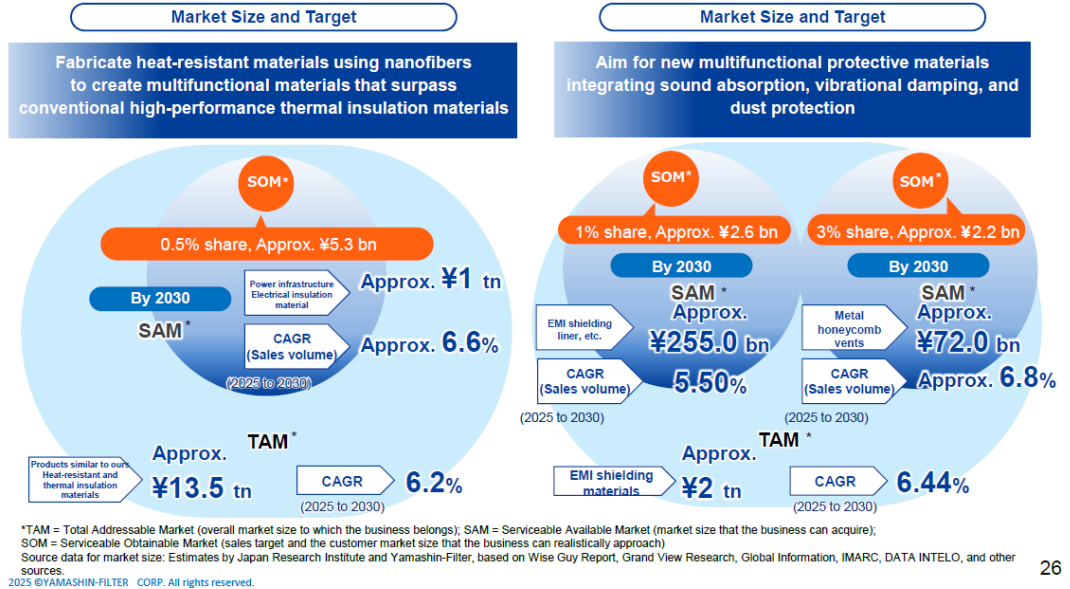 Market Size and Target
Fabricate heat-resistant materials using nanofibers
to create multifunctional materials that surpass
conventional high-performance thermal insulation materials
SOM*
0.5% share, Approx. ¥5.3 bn
By 2030
SAM*
Power infrastructure
Electrical insulation
material
Approx. ¥1 tn
CAGR
(Sales volume)
Approx. 6.6%
(2025 to 2030)
TAM*
Products similar to ours
Heat-resistant and
thermal insulation
materials
Approx.
¥13.5 tn
CAGR
6.2%
(2025 to 2030)
Market Size and Target
Aim for new multifunctional protective materials
integrating sound absorption, vibrational damping, and
dust protection
SOM*
1% share, Approx. ¥2.6 bn
By 2030
SAM *
EMI shielding
liner, etc.
Approx.
¥255.0 bn
CAGR
(Sales volume)
5.50%
(2025 to 2030)
SOM*
3% share, Approx. ¥2.2 bn
By 2030
SAM *
Metal
honeycomb
vents
Approx.
¥72.0 bn
CAGR
(Sales volume)
Approx. 6.8%
(2025 to 2030)
TAM *
EMI shielding
materials
Approx.
¥2 tn
CAGR
6.44%
(2025 to 2030)
*TAM = Total Addressable Market (overall market size to which the business belongs); SAM = Serviceable Available Market (market size that the business can acquire);
SOM = Serviceable Obtainable Market (sales target and the customer market size that the business can realistically approach)
Source data for market size: Estimates by Japan Research Institute and Yamashin-Filter, based on Wise Guy Report, Grand View Research, Global Information, IMARC, DATA INTELO, and other
sources.
2025 ©YAMASHIN-FILTER CORP. All rights reserved.
26